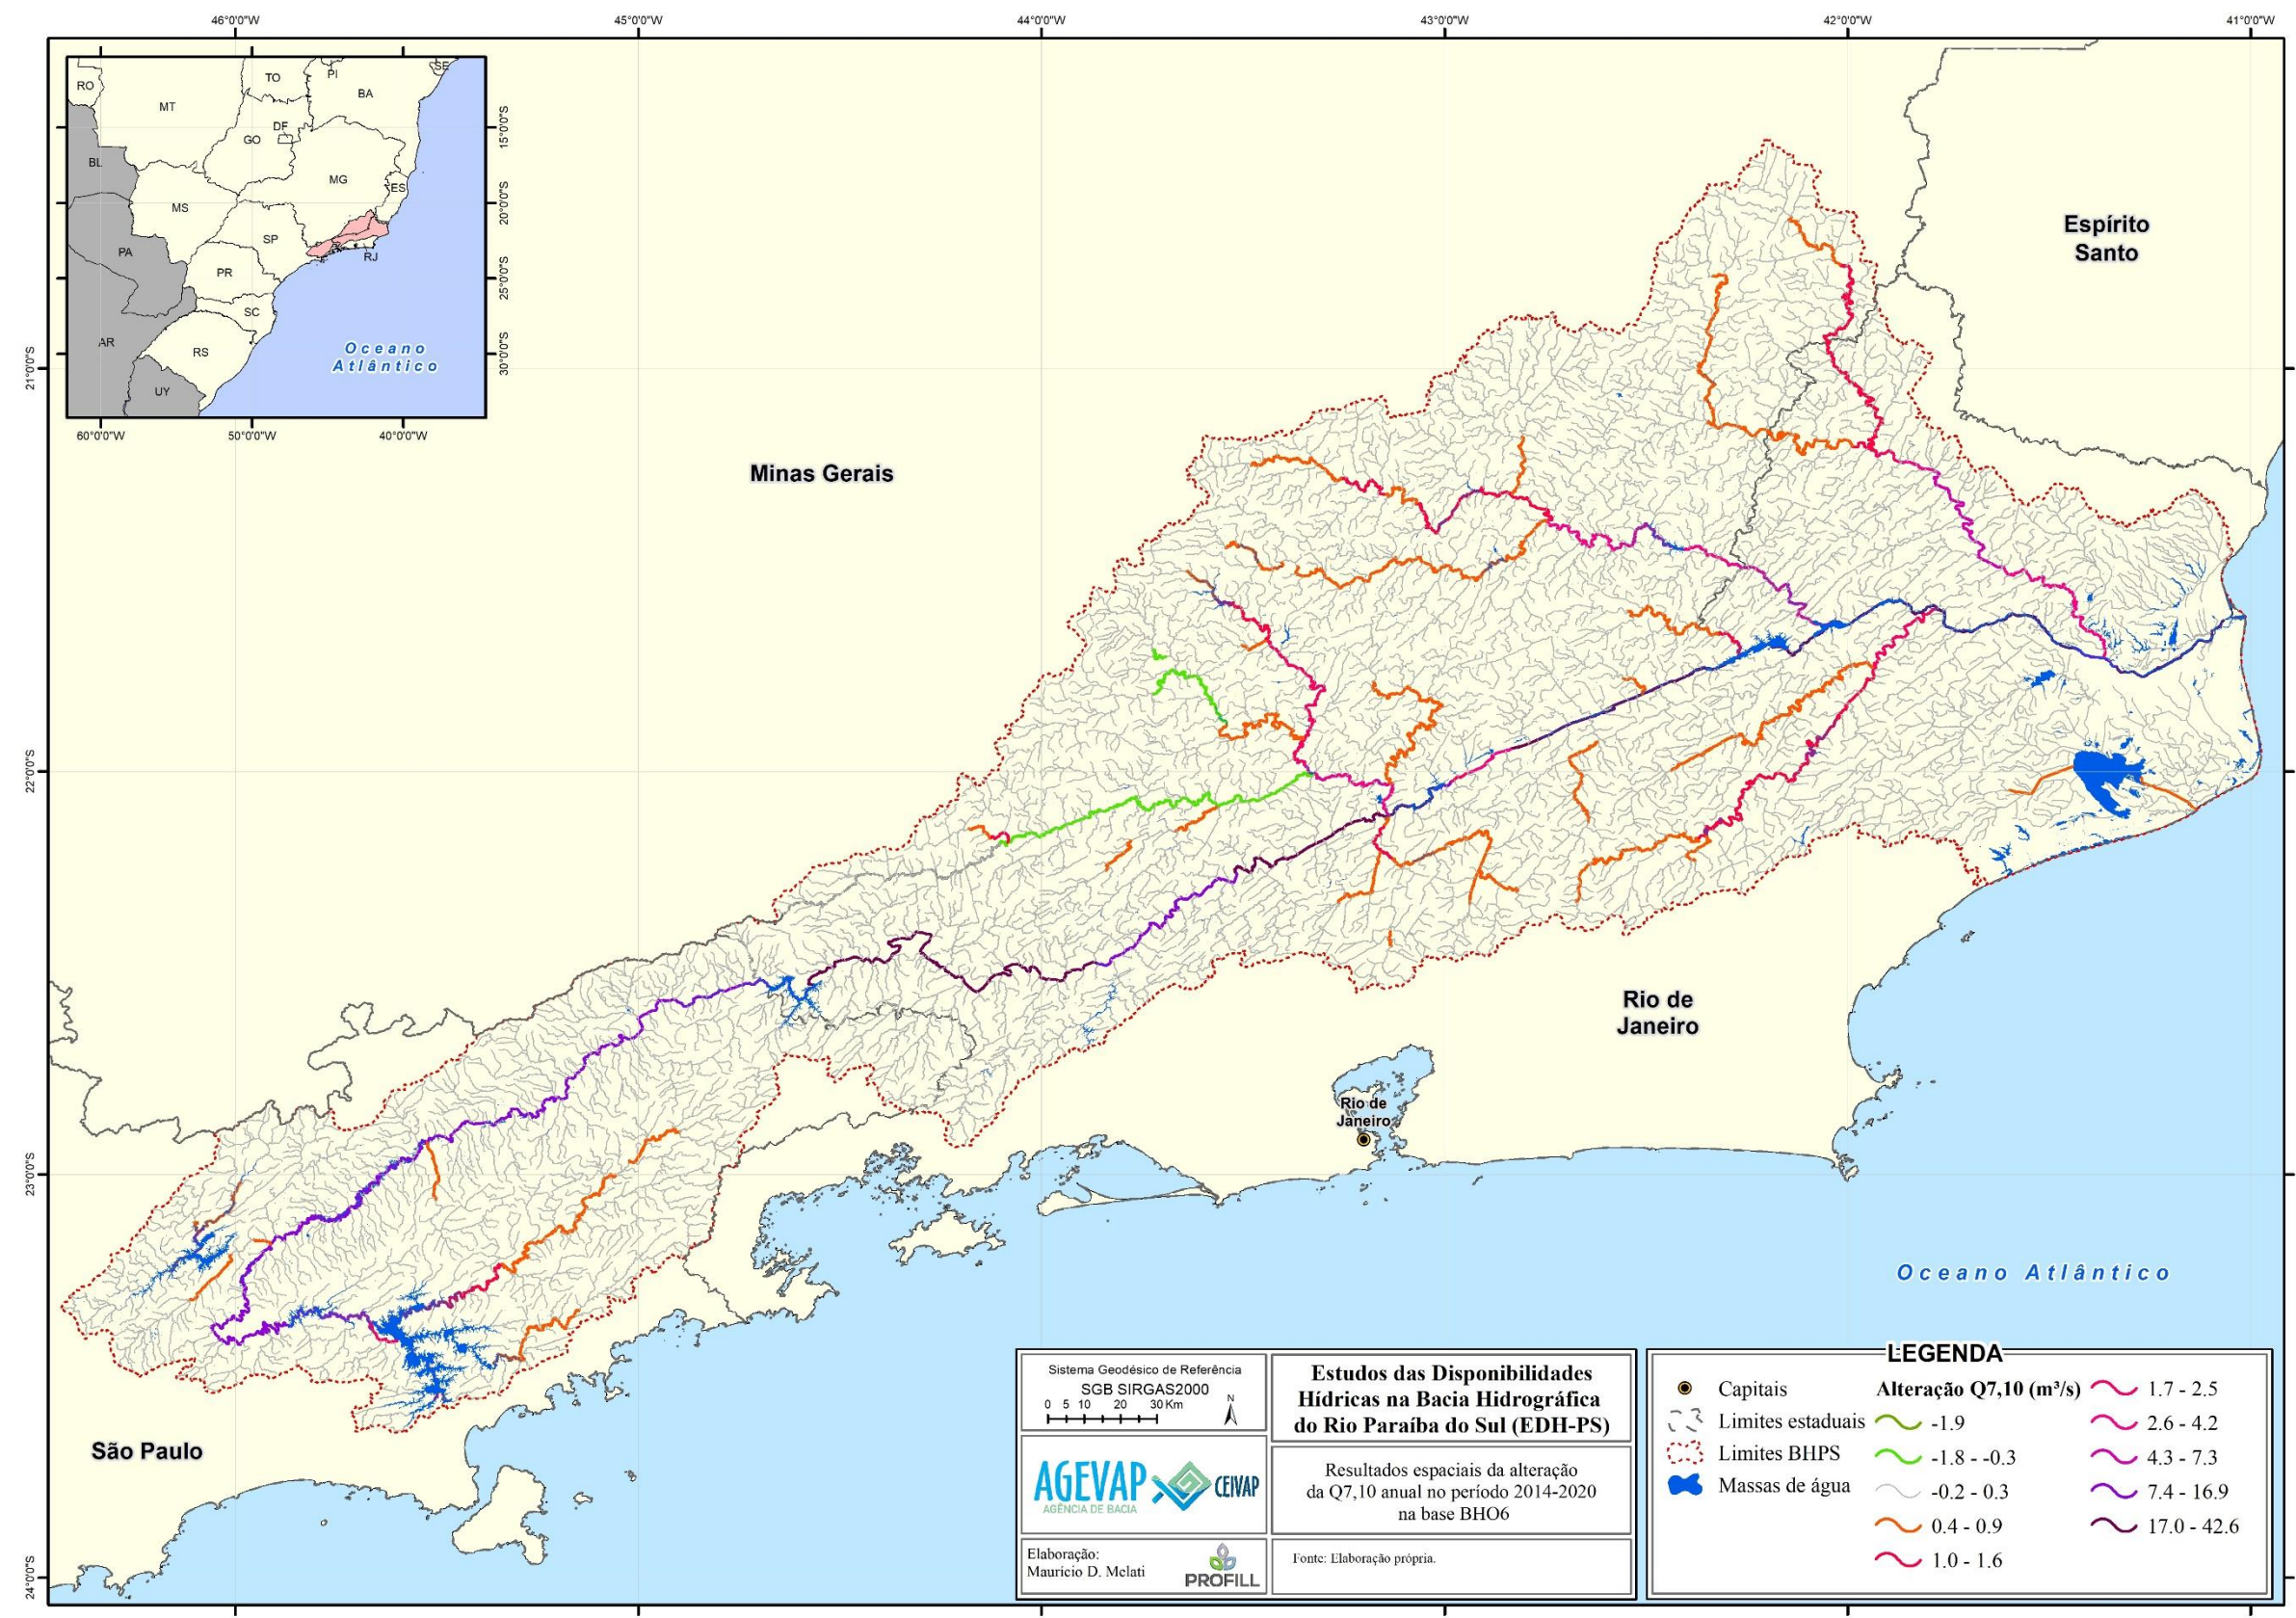 46°0'0"W
45°0'0"W
44°0'0"W
43°0'0"W
42°0'0"W
41°0'0"W
RO
MT
TO
PI
SE
BA
DF
GO
BL
MG
ES
MS
SP
PA
RJ
PR
SC
AR
RS
UY
Oceano
Atlântico
15°0'0"S
20°0'0"S
25°0'0"S
30°0'0"S
60°0'0"W
50°0'0"W
40°0'0"W
21°0'0"S
22°0'0"S
23°0'0"S
24°0'0"S
Espírito
Santo
Minas Gerais
Rio de
Janeiro
Rio de
Janeiro
São Paulo
Oceano Atlântico
Sistema Geodésico de Referência
SGB SIRGAS2000
0 5 10 20 30 Km
N
AGEVAP
AGÊNCIA DE BACIA
CEIVAP
Elaboração:
Maurício D. Melati
PROFILL
Estudos das Disponibilidades
Hídricas na Bacia Hidrográfica
do Rio Paraíba do Sul (EDH-PS)
Resultados espaciais da alteração
da Q7,10 anual no período 2014-2020
na base BHO6
Fonte: Elaboração própria.
LEGENDA
Capitais
Limites estaduais
Limites BHPS
Massas de água
Alteração Q7,10 (m³/s)
-1.9
-1.8 - -0.3
-0.2 - 0.3
0.4 - 0.9
1.0 - 1.6
1.7 - 2.5
2.6 - 4.2
4.3 - 7.3
7.4 - 16.9
17.0 - 42.6